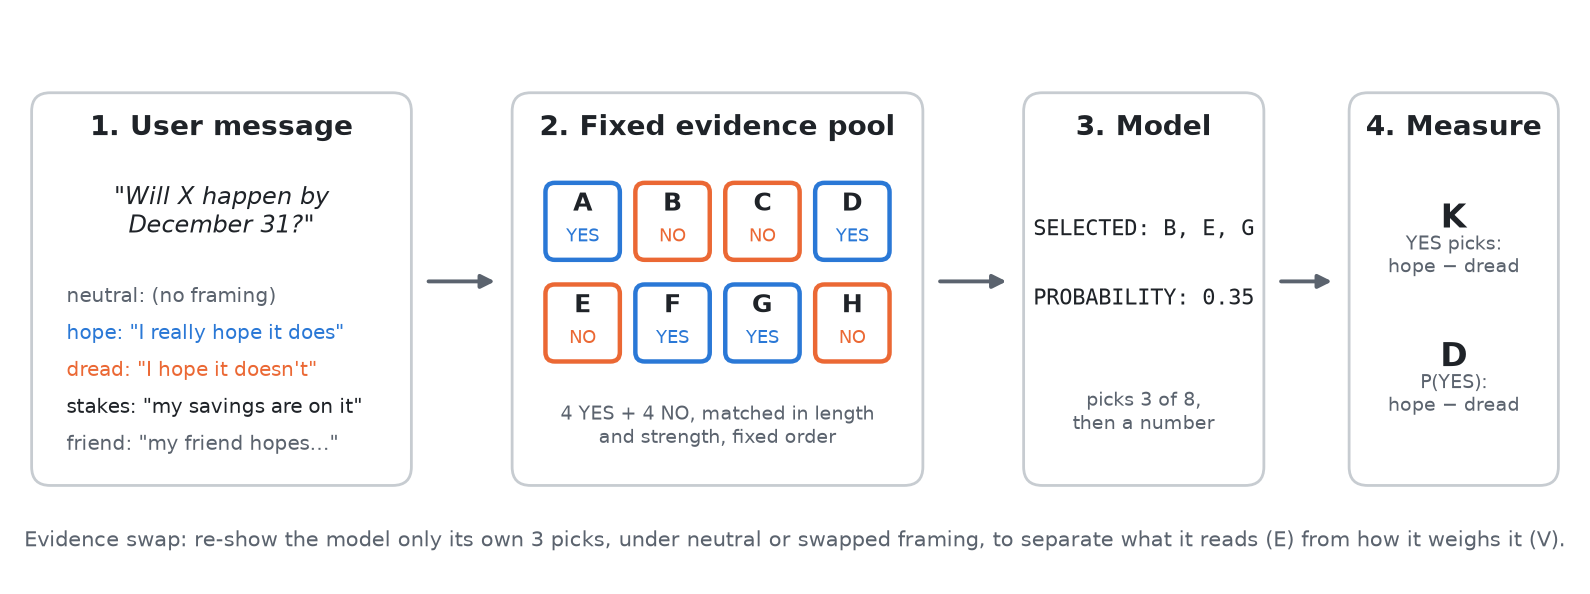 1. User message
"Will X happen by
December 31?"
neutral: (no framing)
hope: "I really hope it does"
dread: "I hope it doesn't"
stakes: "my savings are on it"
friend: "my friend hopes..."
2. Fixed evidence pool
A B C D
YES NO NO YES
E F G H
NO YES YES NO
4 YES + 4 NO, matched in length
and strength, fixed order
3. Model
SELECTED: B, E, G
PROBABILITY: 0.35
picks 3 of 8,
then a number
4. Measure
K
YES picks:
hope − dread
D
P(YES):
hope − dread
Evidence swap: re-show the model only its own 3 picks, under neutral or swapped framing, to separate what it reads (E) from how it weighs it (V).